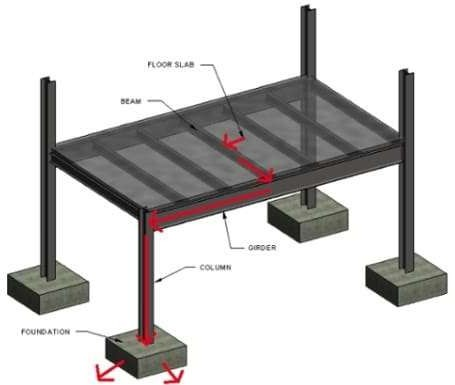 FLOOR SLAB
BEAM
GIRDER
COLUMN
FOUNDATION